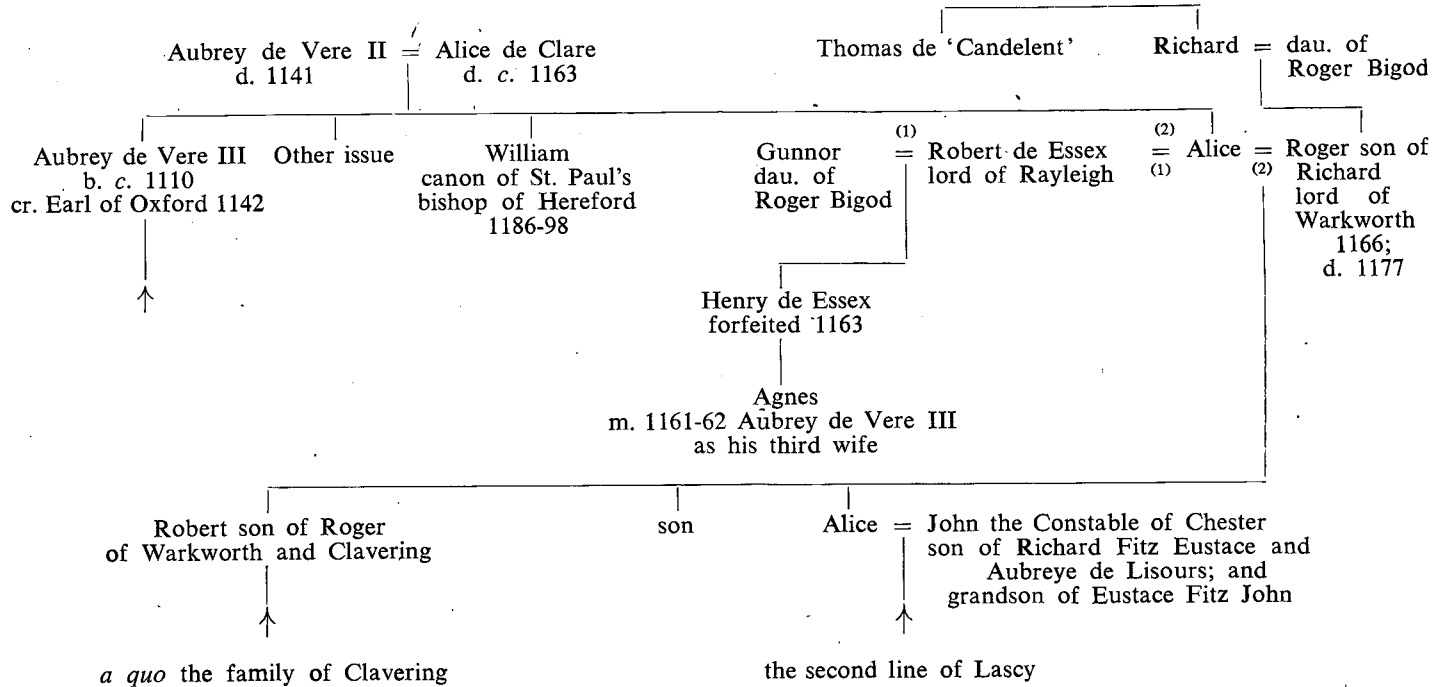 Aubrey de Vere II = Alice de Clare
d. 1141 d. c. 1163
Thomas de ‘Candelent’
Richard = dau. of
Roger Bigod
Aubrey de Vere III
b. c. 1110
cr. Earl of Oxford 1142
Other issue
William
canon of St. Paul's
bishop of Hereford
1186-98
Gunnor
dau. of
Roger Bigod
(1)
=
Robert de Essex
lord of Rayleigh
(2)
=
(1)
Alice =
(2)
Roger son of
Richard
lord of
Warkworth
1166;
d. 1177
Henry de Essex
forfeited 1163
Agnes
m. 1161-62 Aubrey de Vere III
as his third wife
Robert son of Roger
of Warkworth and Clavering
son
Alice = John the Constable of Chester
son of Richard Fitz Eustace and
Aubreye de Lisours; and
grandson of Eustace Fitz John
a quo the family of Clavering
the second line of Lascy